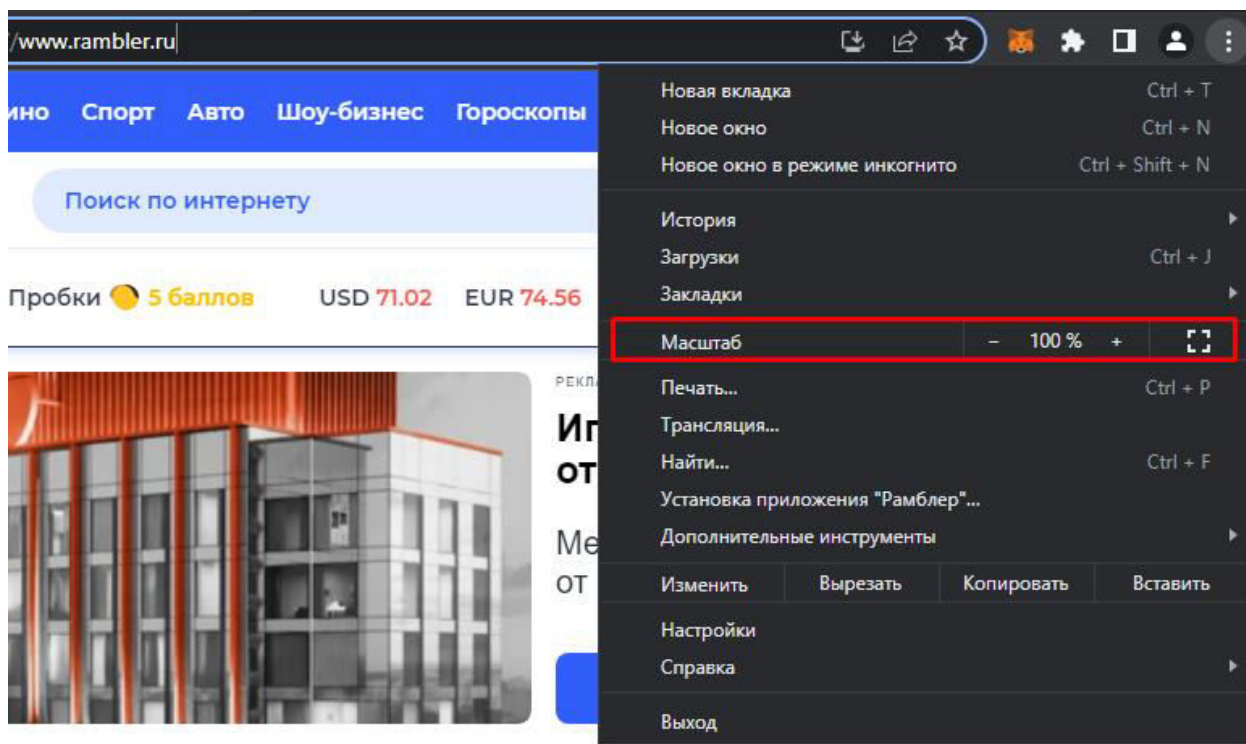 /www.rambler.ru
ино Спорт Авто Шоу-бизнес Гороскопы
Поиск по интернету
Пробки 5 баллов USD 71.02 EUR 74.56
от
от
Новая вкладка Ctrl + T
Новое окно Ctrl + N
Новое окно в режиме инкогнито Ctrl + Shift + N
История
Загрузки Ctrl + J
Закладки
Масштаб - 100 % +
Печать... Ctrl + P
Трансляция...
Найти... Ctrl + F
Установка приложения "Рамблер"...
Дополнительные инструменты
Изменить Вырезать Копировать Вставить
Настройки
Справка
Выход